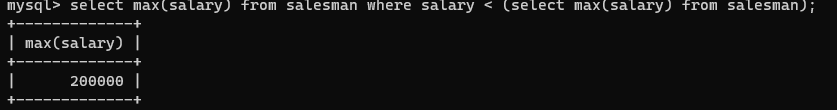 mysql> select max(salary) from salesman where salary < (select max(salary) from salesman);
+-------------+
| max(salary) |
+-------------+
|      200000 |
+-------------+